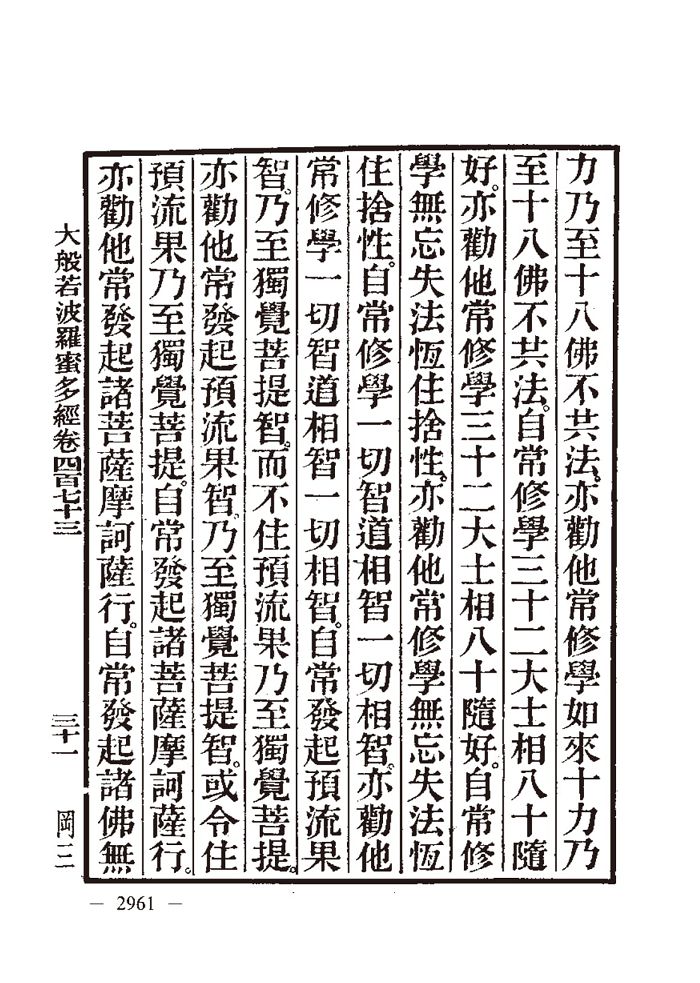 力乃至十八佛不共法。亦勸他常修學如來十力乃
至十八佛不共法。自常修學三十二大士相八十隨
好。亦勸他常修學三十二大士相八十隨好。自常修
學無忘失法恆住捨性。亦勸他常修學無忘失法恆
住捨性。自常修學一切智道相智一切相智。亦勸他
常修學一切智道相智一切相智。自常發起預流果
智。乃至獨覺菩提智。而不住預流果乃至獨覺菩提。
亦勸他常發起預流果智。乃至獨覺菩提智。或令住
預流果乃至獨覺菩提。自常發起諸菩薩摩訶薩行。
亦勸他常發起諸菩薩摩訶薩行。自常發起諸佛無
大般若波羅蜜多經卷四百七十三
三十一
岡三
— 2961 —